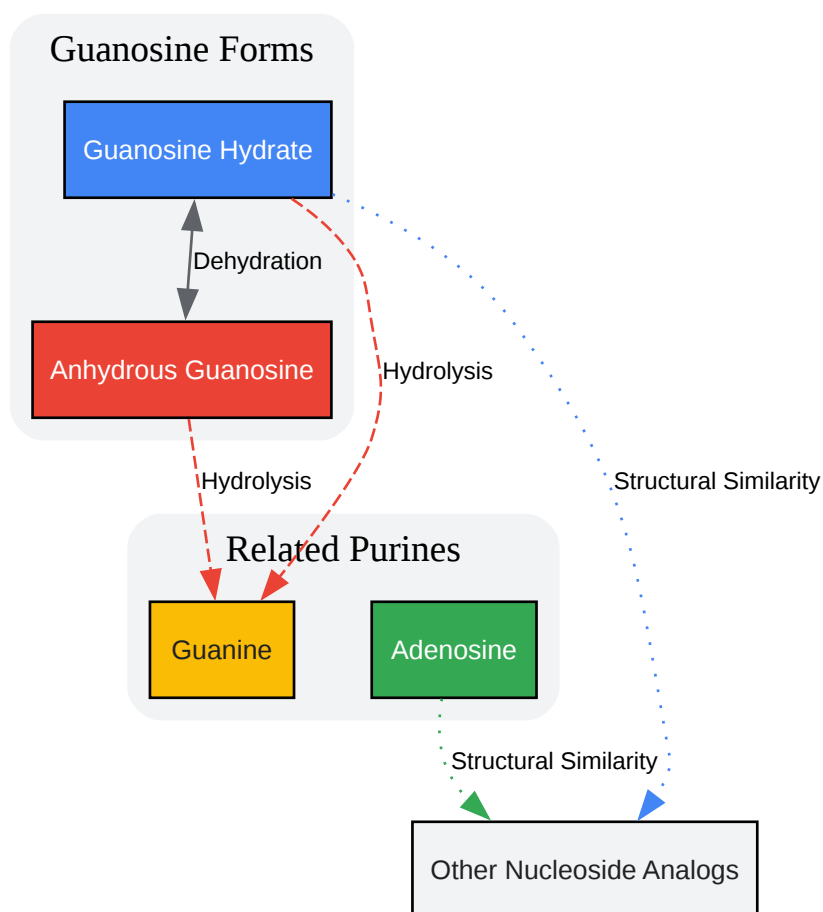 Guanosine Forms
Guanosine Hydrate
Dehydration
Anhydrous Guanosine
Hydrolysis
Hydrolysis
Structural Similarity
Related Purines
Guanine
Adenosine
Structural Similarity
Other Nucleoside Analogs